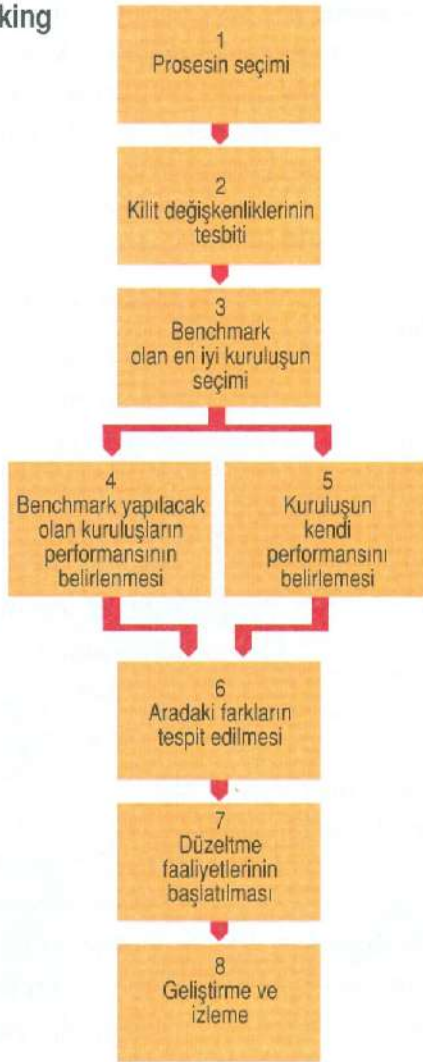 king
1
Prosesin seçimi
2
Kilit değişkenliklerinin
tesbiti
3
Benchmark
olan en iyi kuruluşun
seçimi
4
Benchmark yapılacak
olan kuruluşların
performansının
belirlenmesi
5
Kuruluşun
kendi
performansını
belirlemesi
6
Aradaki farkların
tespit edilmesi
7
Düzeltme
faaliyetlerinin
başlatılması
8
Geliştirme ve
izleme